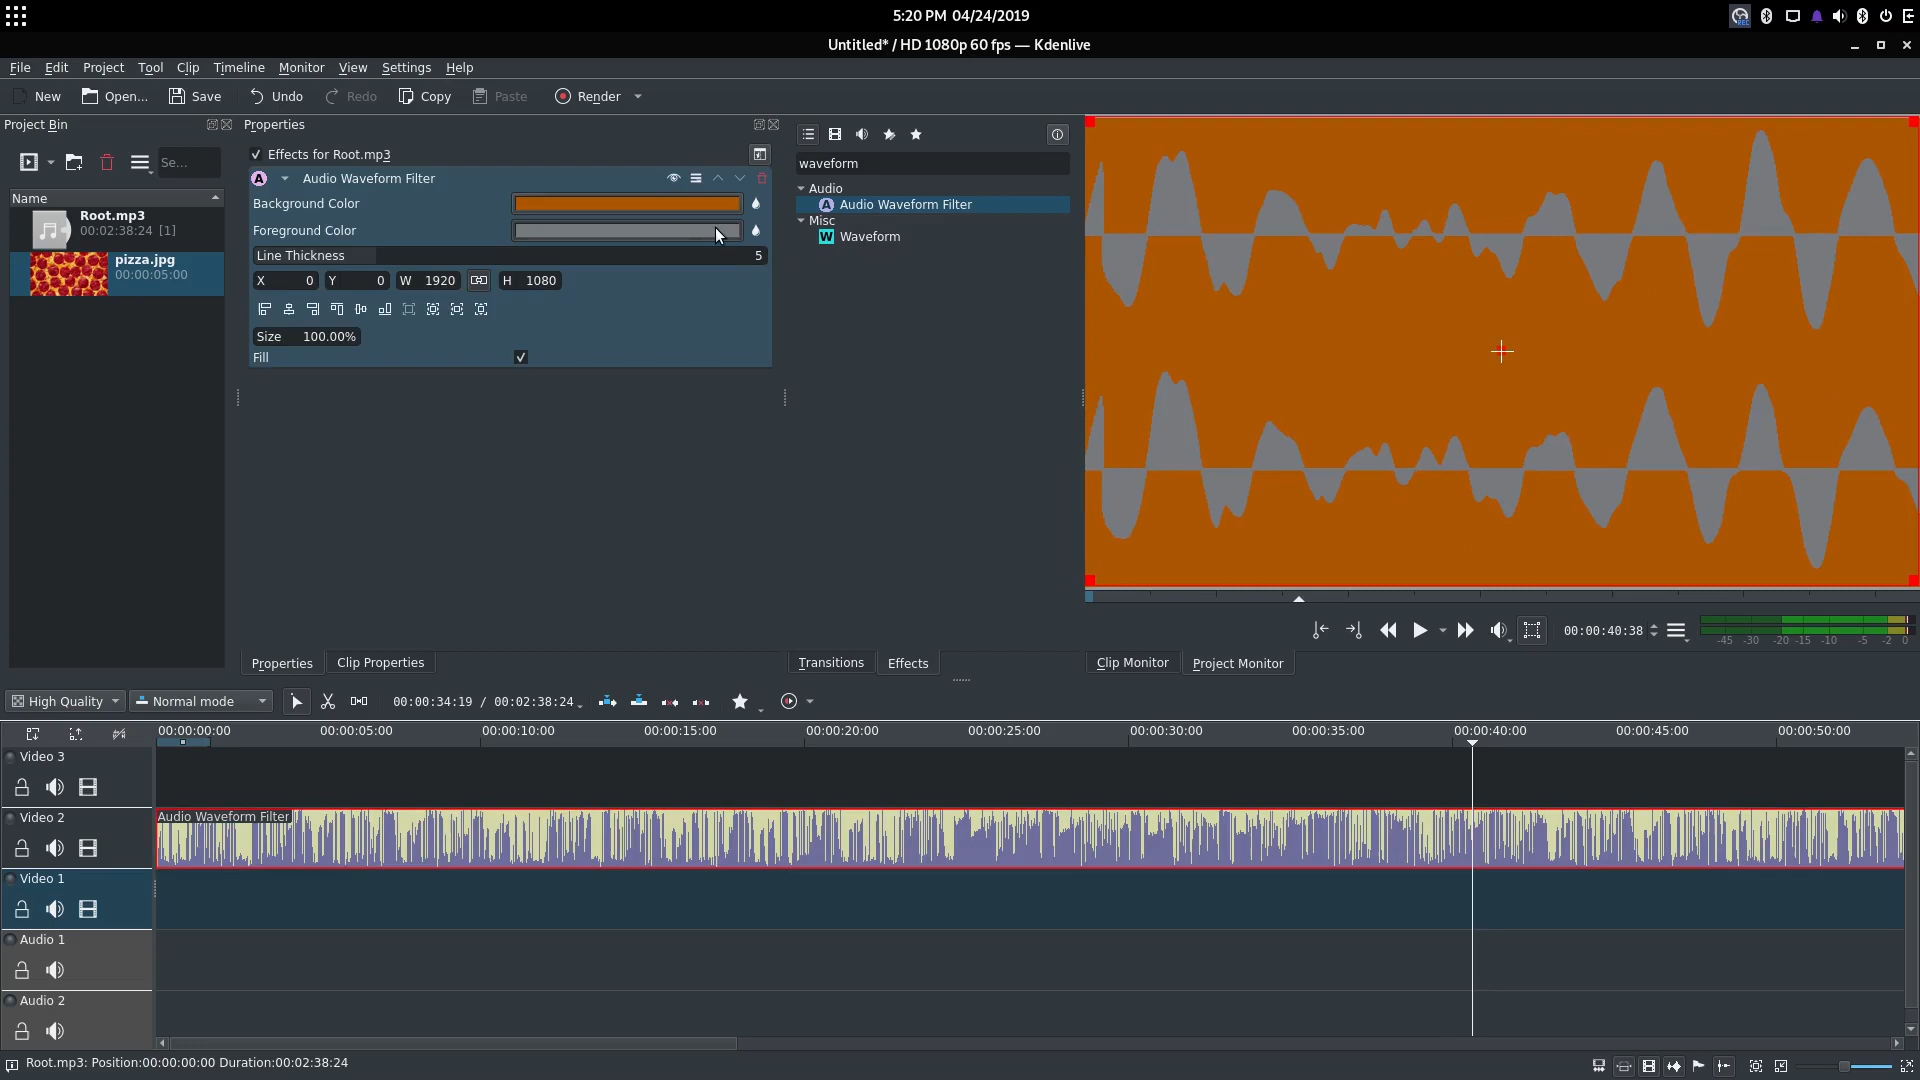 5:20 PM 04/24/2019
Untitled* / HD 1080p 60 fps — Kdenlive
File Edit Project Tool Clip Timeline Monitor View Settings Help
New Open... Save Undo Redo Copy Paste Render
Project Bin
Se...
Name
Root.mp3
00:02:38:24 [1]
pizza.jpg
00:00:05:00
Properties
Effects for Root.mp3
A Audio Waveform Filter
Background Color
Foreground Color
Line Thickness 5
X 0 Y 0 W 1920 H 1080
Size 100.00%
Fill
Properties Clip Properties
waveform
Audio
A Audio Waveform Filter
Misc
W Waveform
Transitions Effects
00:00:40:38
-45 -30 -20 -15 -10 -5 -2 0
Clip Monitor Project Monitor
High Quality Normal mode 00:00:34:19 / 00:02:38:24
00:00:00:00 00:00:05:00 00:00:10:00 00:00:15:00 00:00:20:00 00:00:25:00 00:00:30:00 00:00:35:00 00:00:40:00 00:00:45:00 00:00:50:00
Video 3
Video 2
Audio Waveform Filter
Video 1
Audio 1
Audio 2
Root.mp3: Position:00:00:00:00 Duration:00:02:38:24